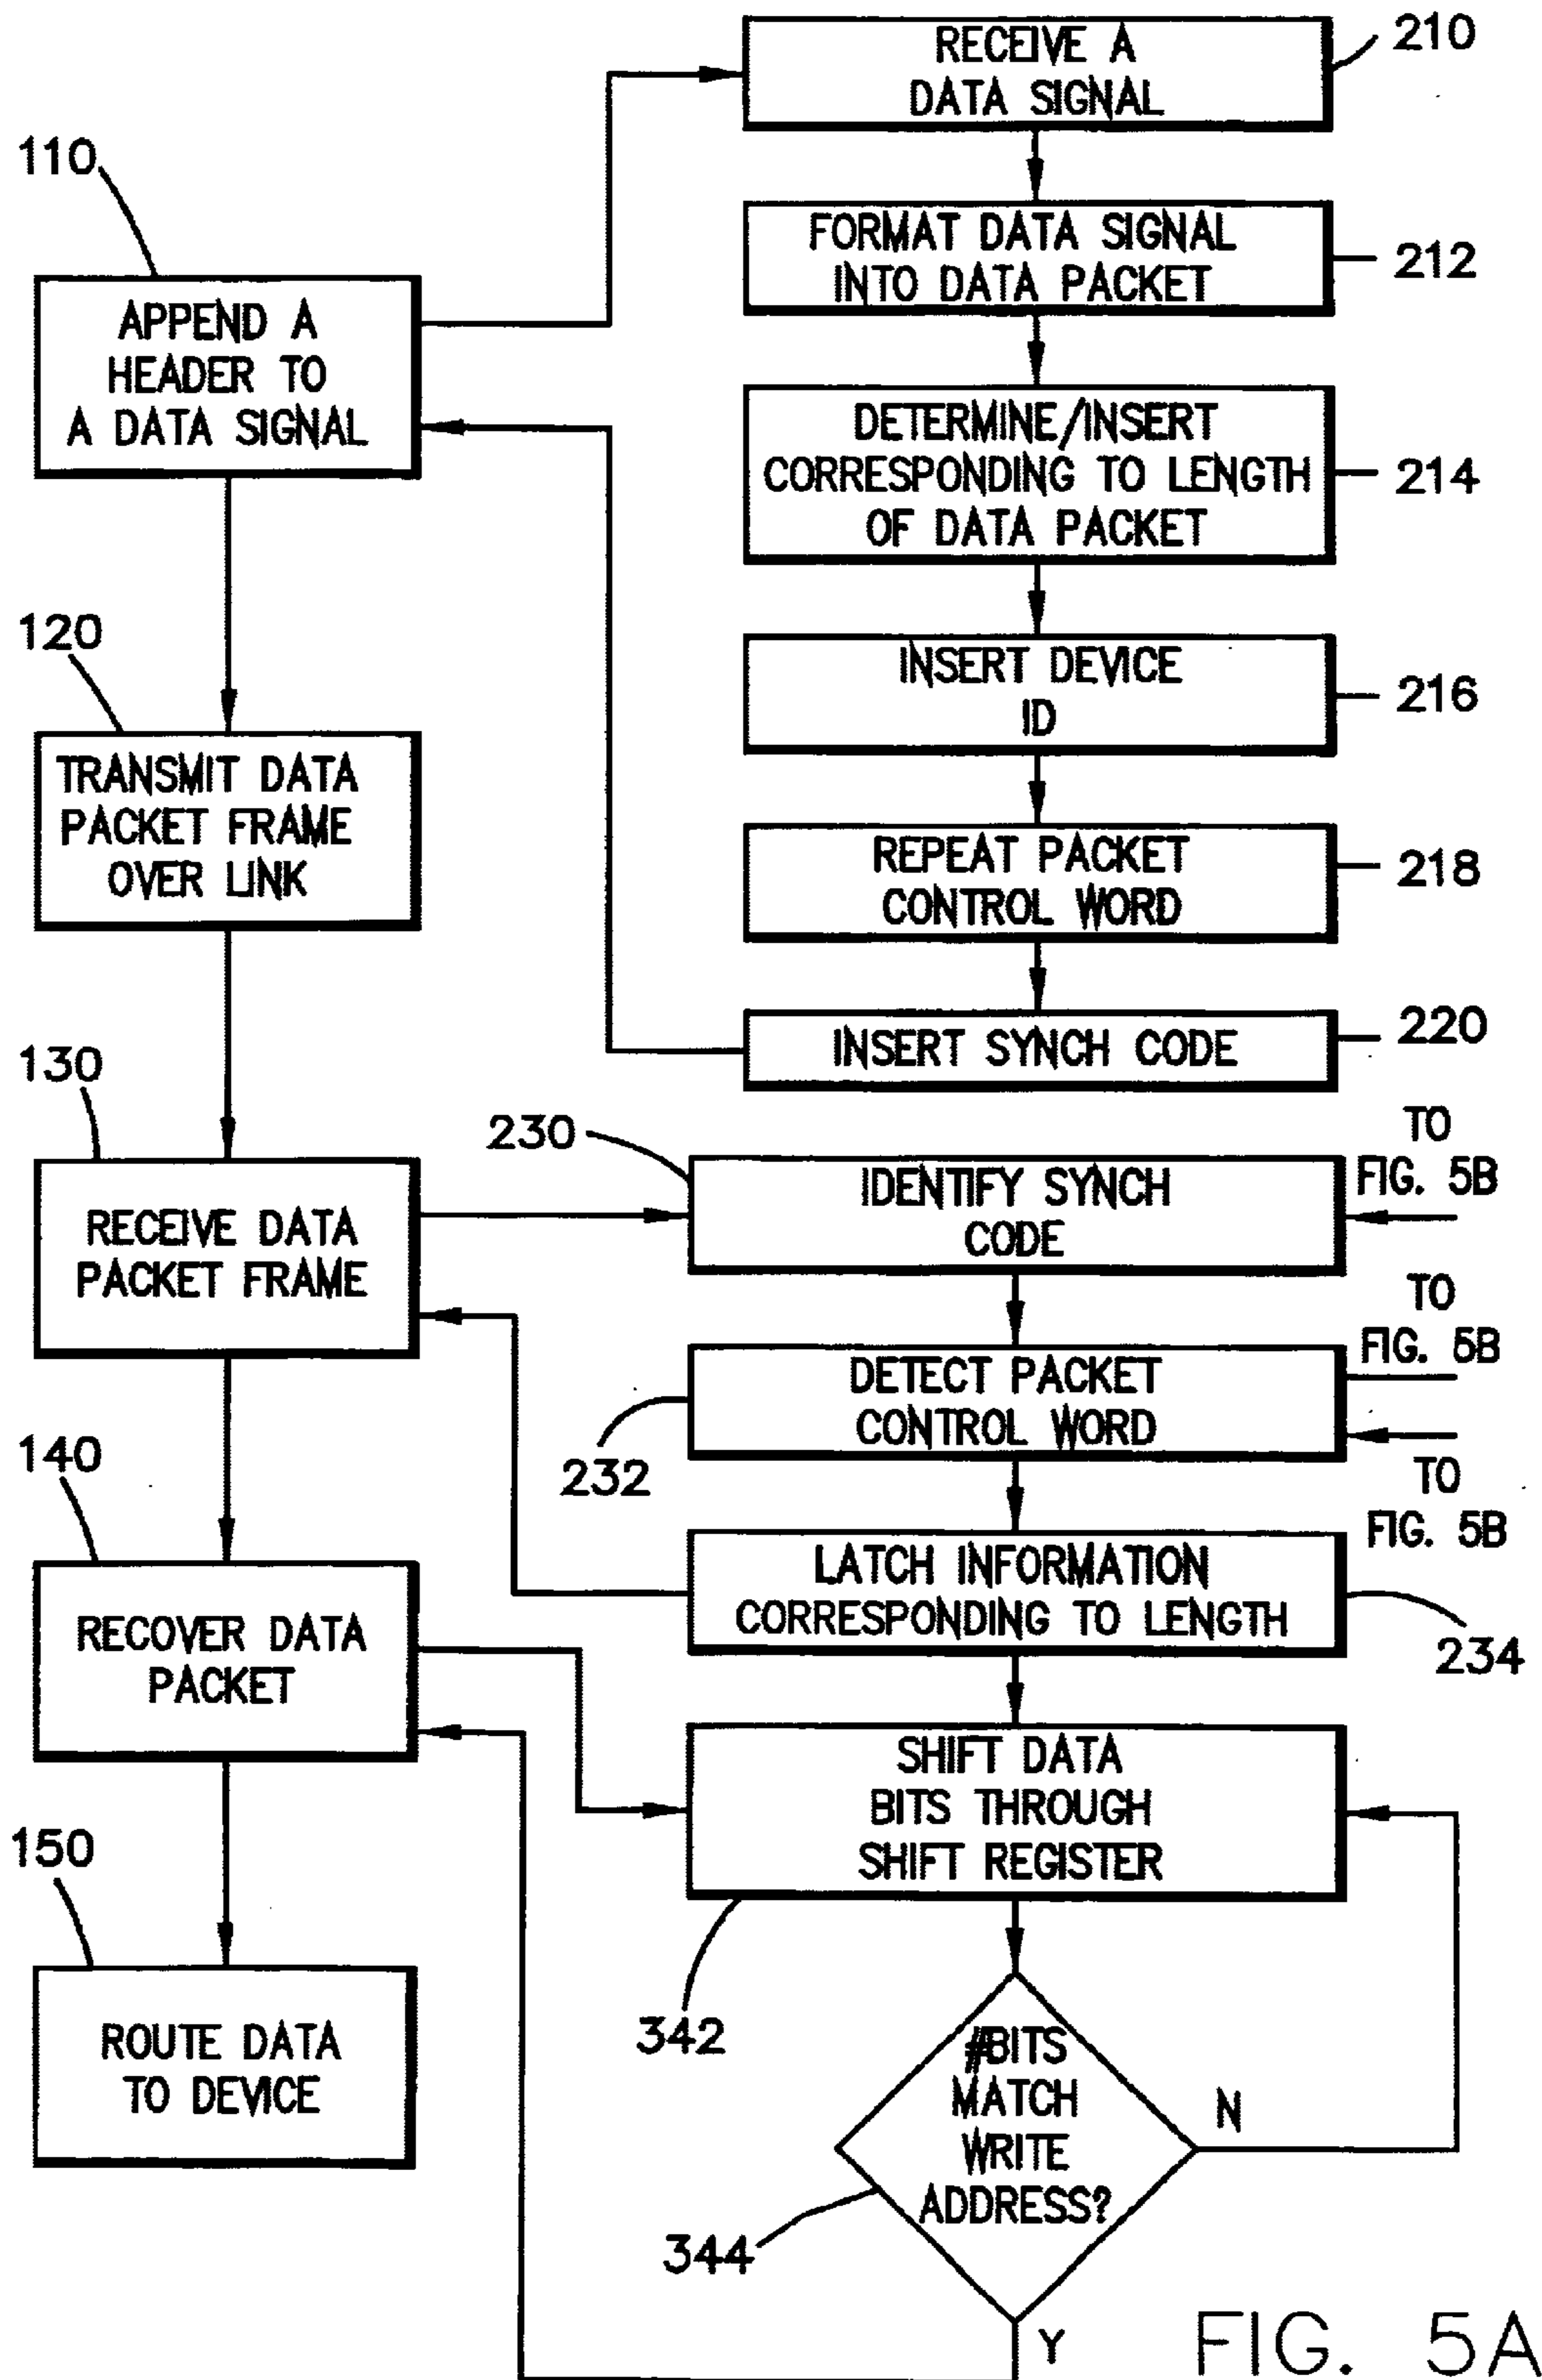 110
APPEND A
HEADER TO
A DATA SIGNAL
120
TRANSMIT DATA
PACKET FRAME
OVER LINK
130
RECEIVE DATA
PACKET FRAME
140
RECOVER DATA
PACKET
150
ROUTE DATA
TO DEVICE
RECEIVE A
DATA SIGNAL
210
FORMAT DATA SIGNAL
INTO DATA PACKET
212
DETERMINE/INSERT
CORRESPONDING TO LENGTH
OF DATA PACKET
214
INSERT DEVICE
ID
216
REPEAT PACKET
CONTROL WORD
218
INSERT SYNCH CODE
220
230
IDENTIFY SYNCH
CODE
TO
FIG. 5B
DETECT PACKET
CONTROL WORD
232
TO
FIG. 5B
TO
FIG. 5B
LATCH INFORMATION
CORRESPONDING TO LENGTH
234
SHIFT DATA
BITS THROUGH
SHIFT REGISTER
342
#BITS
MATCH
WRITE
ADDRESS?
344
N
Y
FIG. 5A